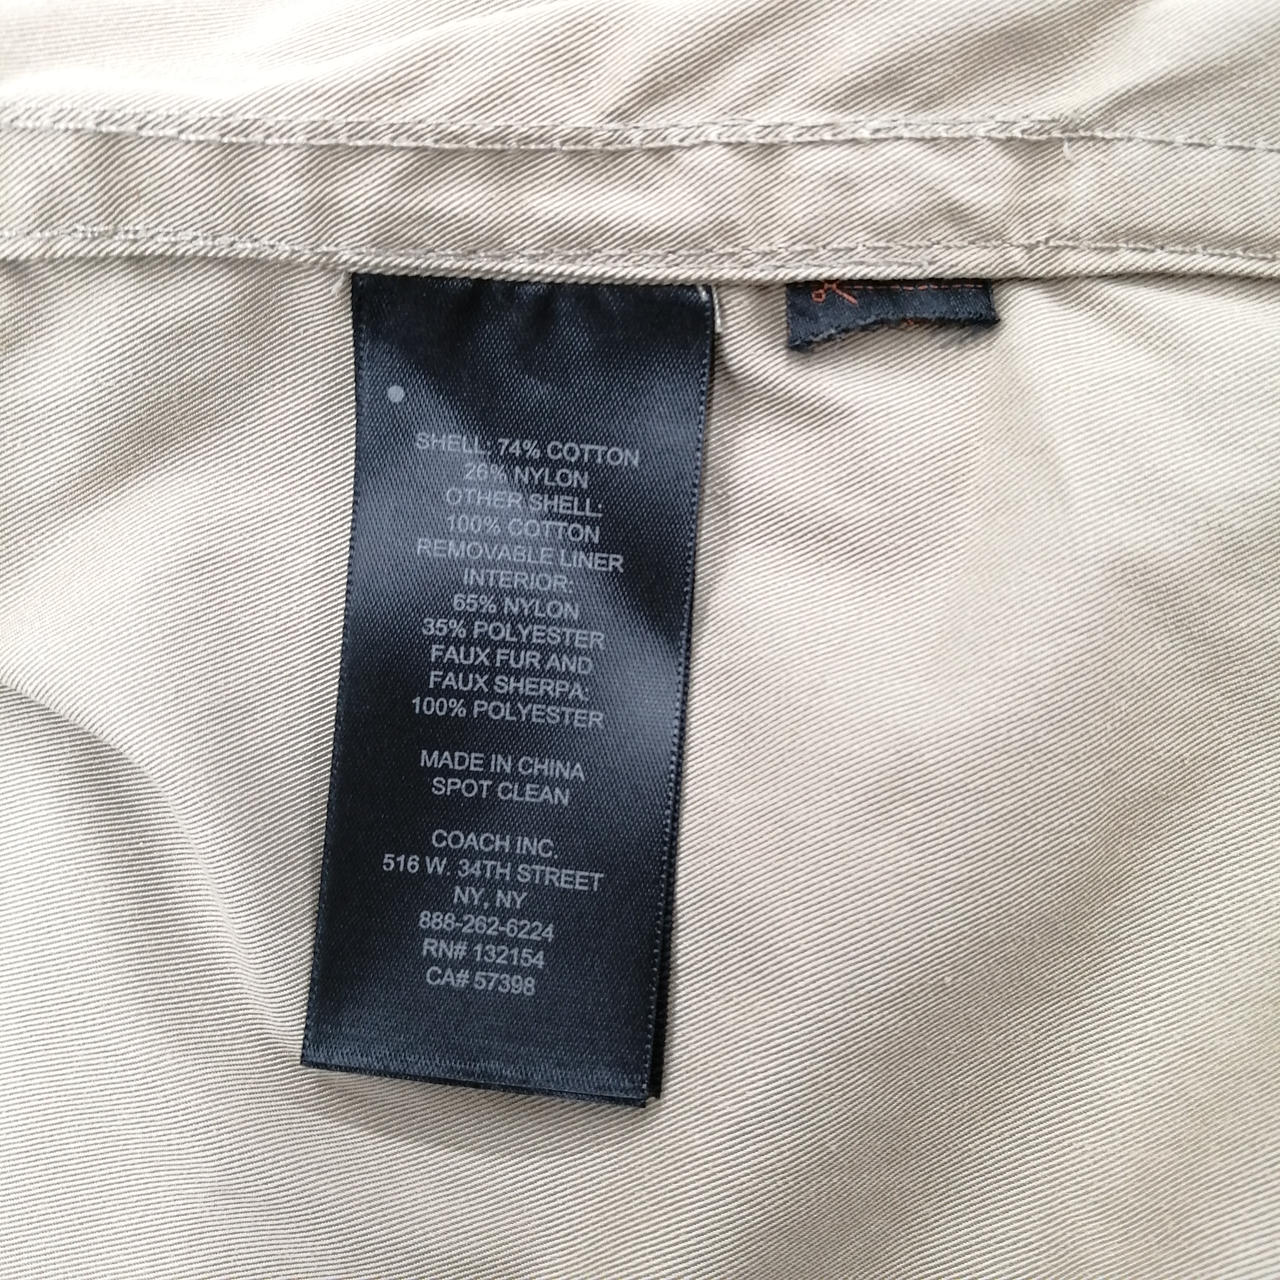 SHELL: 74% COTTON
26% NYLON
OTHER SHELL:
100% COTTON
REMOVABLE LINER
INTERIOR:
65% NYLON
35% POLYESTER
FAUX FUR AND
FAUX SHERPA:
100% POLYESTER
MADE IN CHINA
SPOT CLEAN
COACH INC.
516 W. 34TH STREET
NY, NY
888-262-6224
RN# 132154
CA# 57398